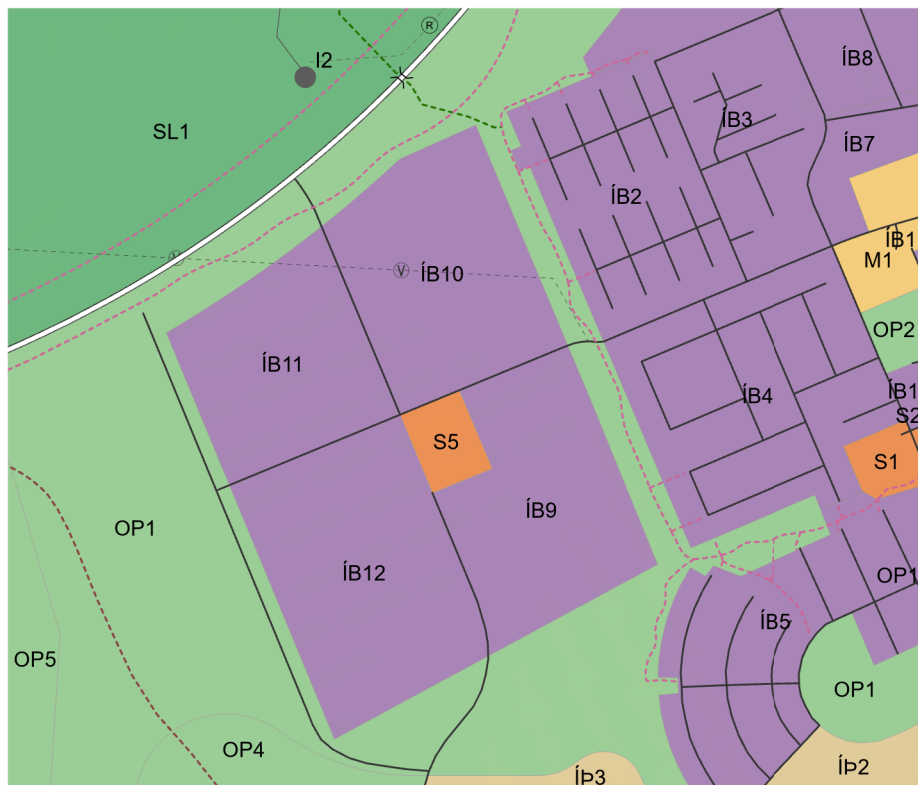 R
I2
ÍB8
SL1
ÍB3
ÍB7
ÍB2
ÍB1
M1
V
V
ÍB10
OP2
ÍB11
ÍB1
ÍB4
S2
S5
S1
ÍB9
OP1
ÍB12
OP1
ÍB5
OP5
OP1
OP4
ÍÞ2
ÍÞ3